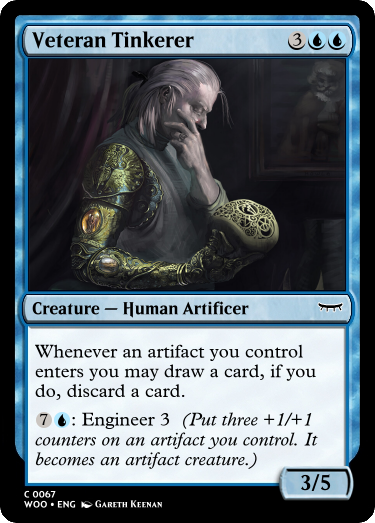 Veteran Tinkerer 3
Creature — Human Artificer
Whenever an artifact you control
enters you may draw a card, if you
do, discard a card.
7 : Engineer 3 (Put three +1/+1
counters on an artifact you control. It
becomes an artifact creature.)
3/5
C 0067
WOO • ENG Gareth Keenan